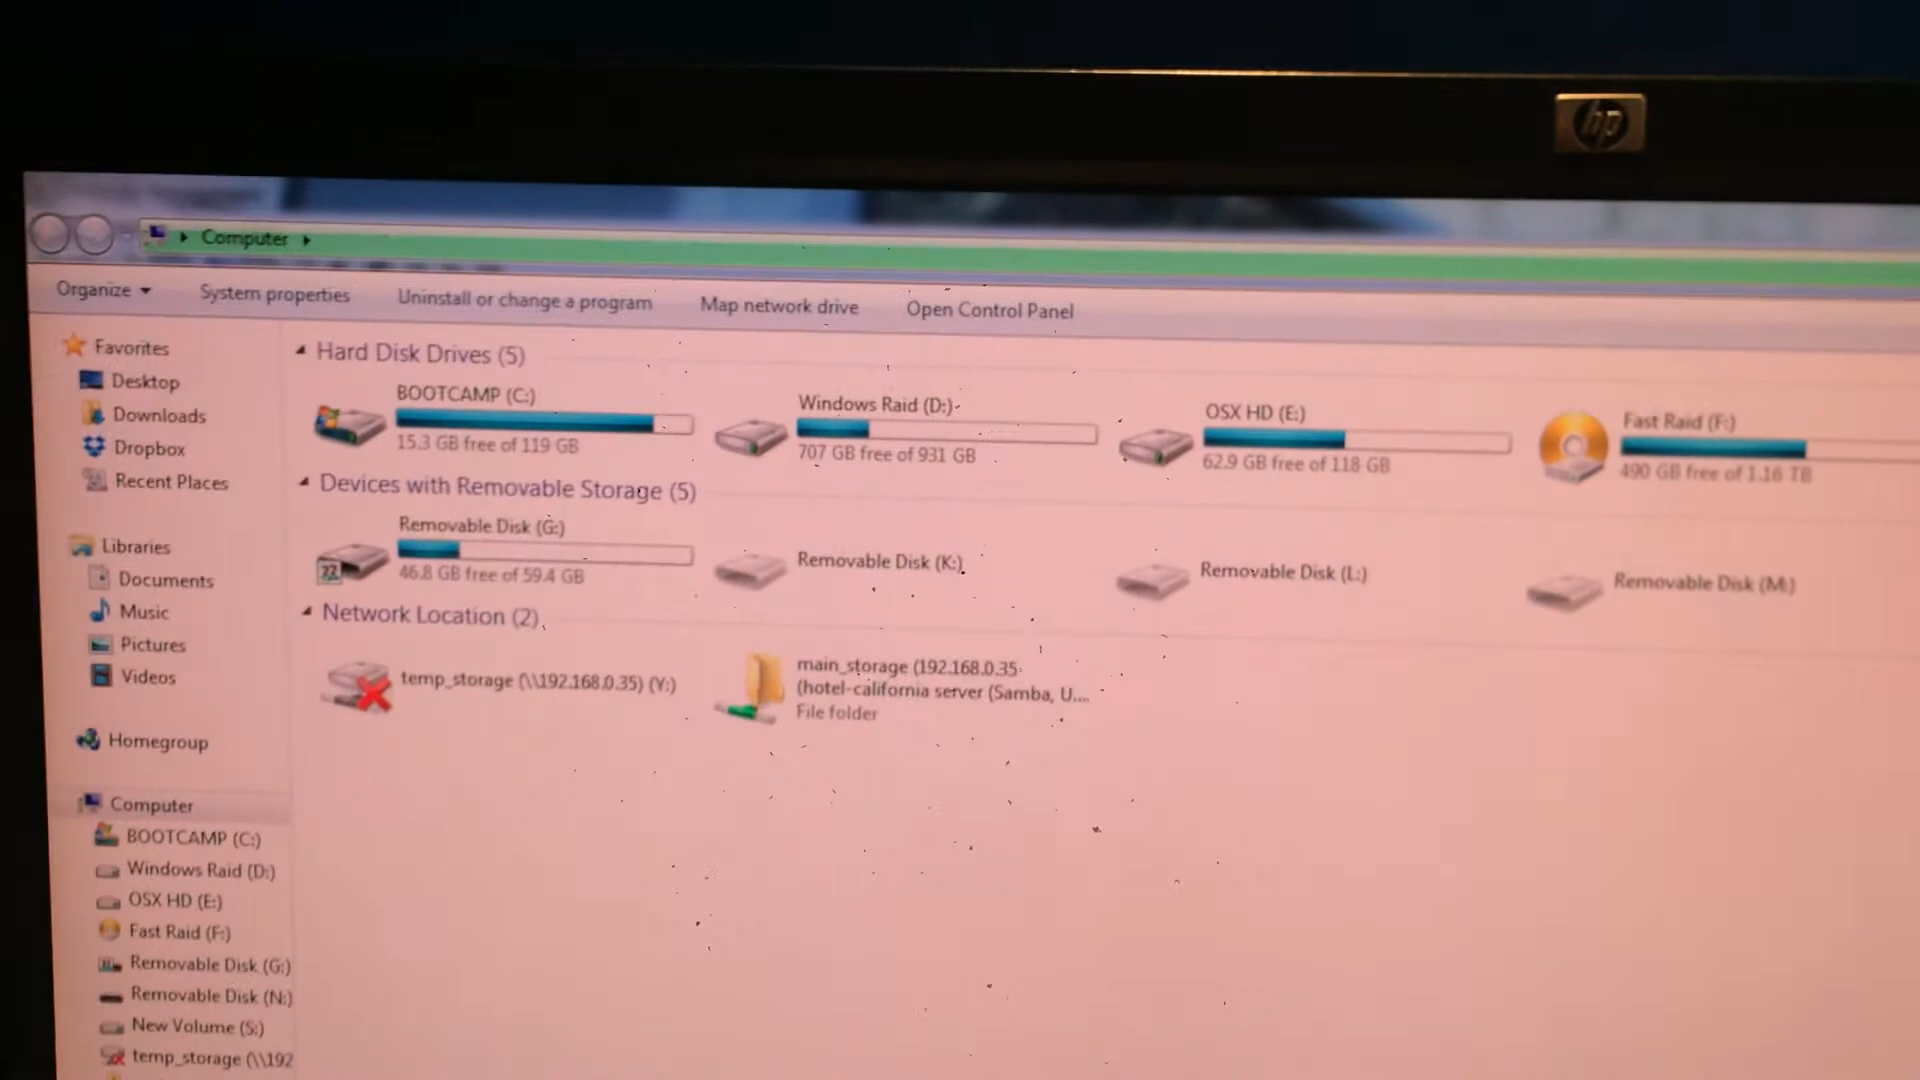 hp
Computer
Organize
System properties
Uninstall or change a program
Map network drive
Open Control Panel
Favorites
Desktop
Downloads
Dropbox
Recent Places
Libraries
Documents
Music
Pictures
Videos
Homegroup
Computer
BOOTCAMP (C:)
Windows Raid (D:)
OSX HD (E:)
Fast Raid (F:)
Removable Disk (G:)
Removable Disk (N:)
New Volume (S:)
temp_storage (\\192
Hard Disk Drives (5)
BOOTCAMP (C:)
15.3 GB free of 119 GB
Windows Raid (D:)
707 GB free of 931 GB
OSX HD (E:)
62.9 GB free of 118 GB
Fast Raid (F:)
490 GB free of 1.16 TB
Devices with Removable Storage (5)
Removable Disk (G:)
46.8 GB free of 59.4 GB
Removable Disk (K:)
Removable Disk (L:)
Removable Disk (M:)
Network Location (2)
temp_storage (\\192.168.0.35) (Y:)
main_storage (192.168.0.35
(hotel-california server (Samba, U....
File folder